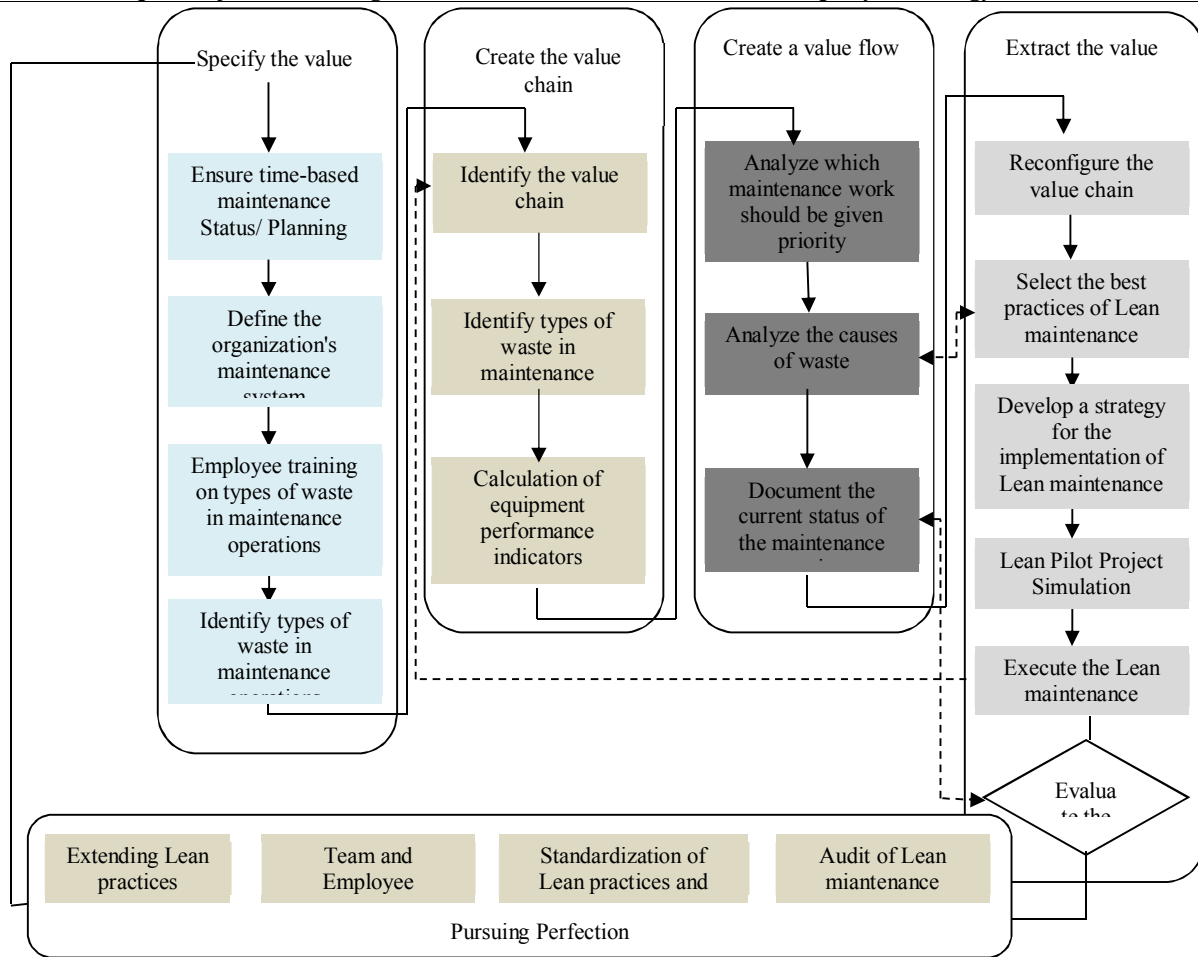 Specify the value
Ensure time-based
maintenance
Status/ Planning
Define the
organization's
maintenance
system
Employee training
on types of waste
in maintenance
operations
Identify types of
waste in
maintenance
operations
Create the value
chain
Identify the value
chain
Identify types of
waste in
maintenance
Calculation of
equipment
performance
indicators
Create a value flow
Analyze which
maintenance work
should be given
priority
Analyze the causes
of waste
Document the
current status of
the maintenance
Extract the value
Reconfigure the
value chain
Select the best
practices of Lean
maintenance
Develop a strategy
for the
implementation of
Lean maintenance
Lean Pilot Project
Simulation
Execute the Lean
maintenance
Evalua
te the
Extending Lean
practices
Team and
Employee
Standardization of
Lean practices and
Audit of Lean
miantenance
Pursuing Perfection